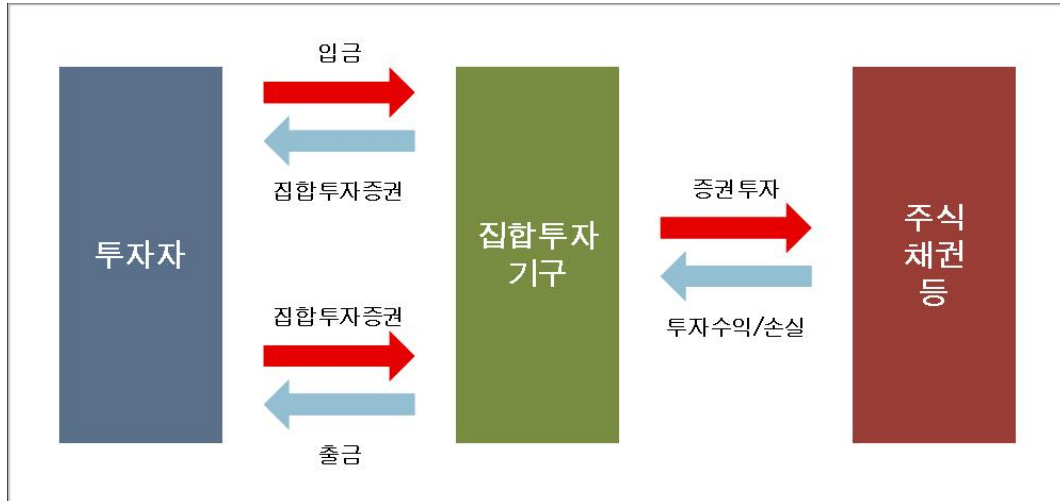 입금
집합투자증권
투자자
집합투자증권
출금
집합투자
기구
증권투자
투자수익/손실
주식
채권
등